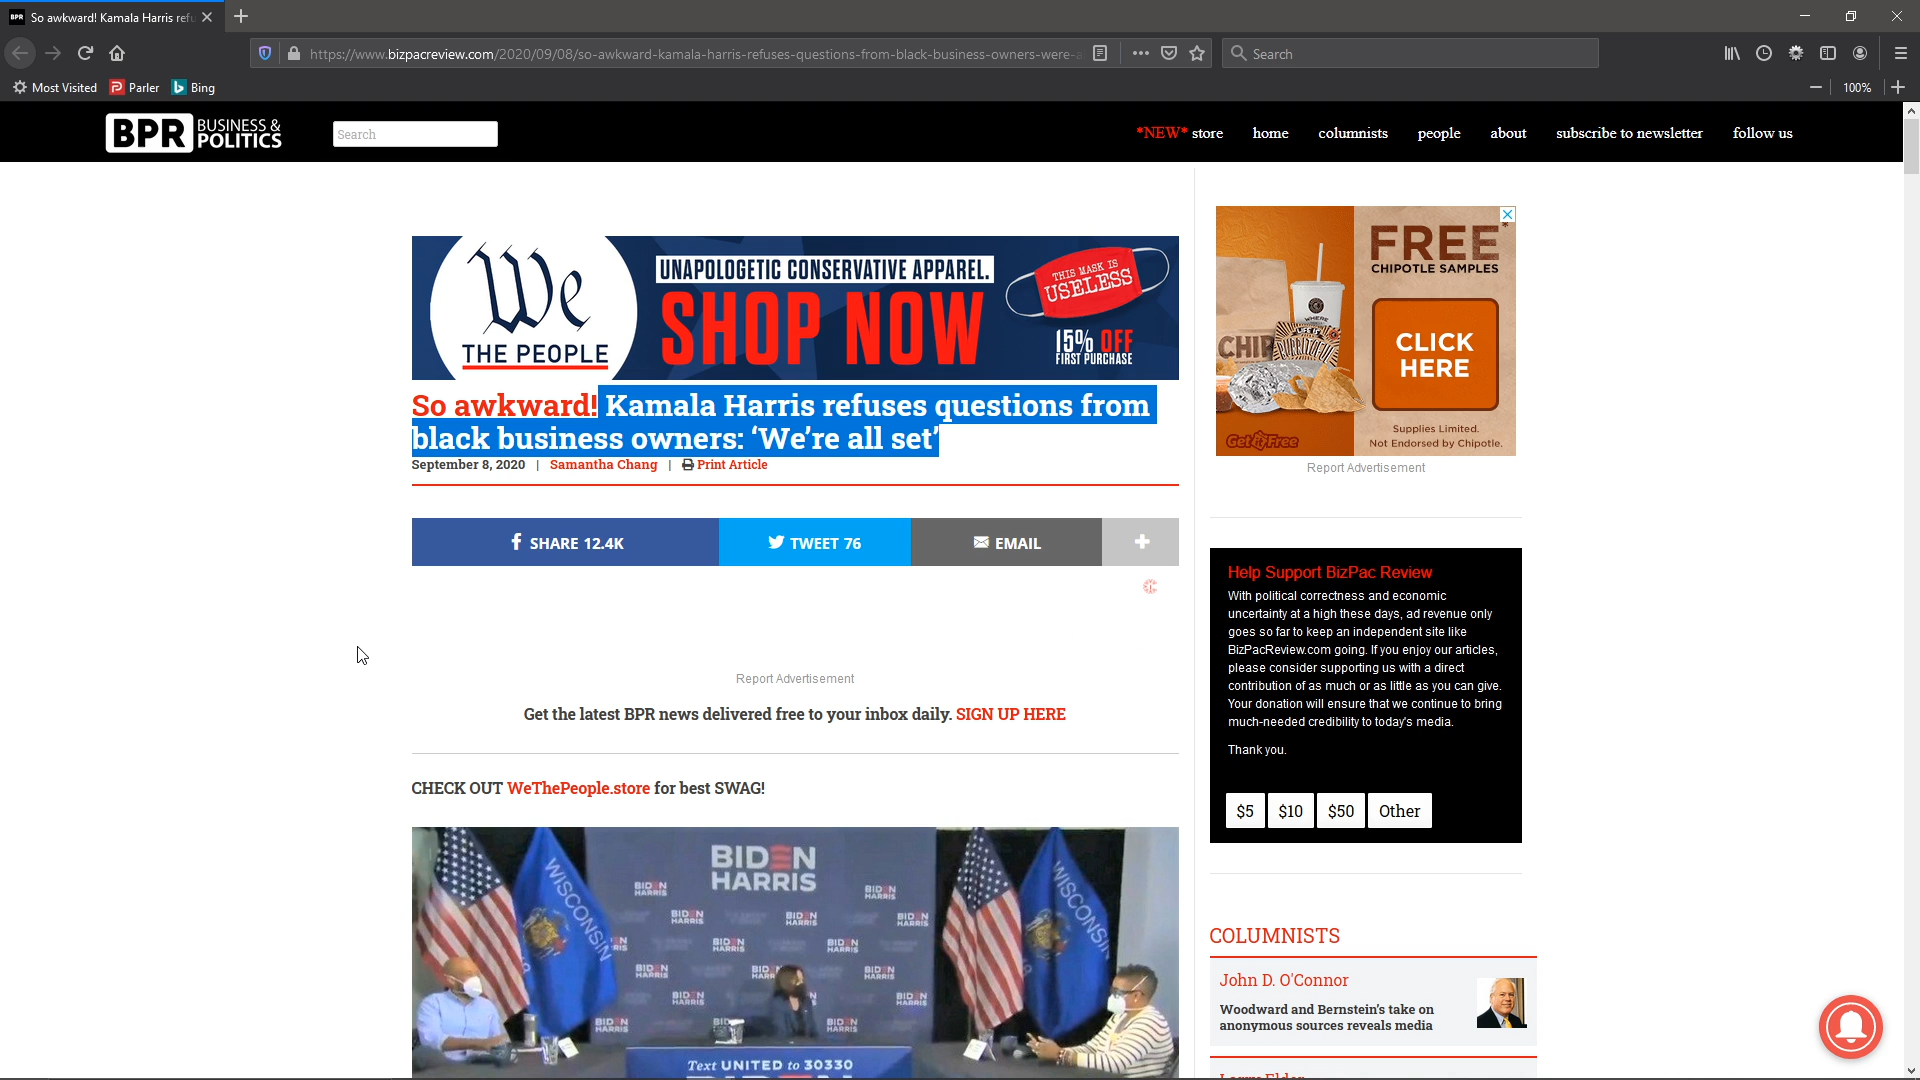 So awkward! Kamala Harris refu
https://www.bizpacreview.com/2020/09/08/so-awkward-kamala-harris-refuses-questions-from-black-business-owners-were-a
Search
Most Visited
Parler
Bing
100%
BPR BUSINESS &
POLITICS
Search
*NEW* store
home
columnists
people
about
subscribe to newsletter
follow us
We
THE PEOPLE
UNAPOLOGETIC CONSERVATIVE APPAREL.
SHOP NOW
THIS MASK IS
USELESS
15% OFF
FIRST PURCHASE
So awkward! Kamala Harris refuses questions from
black business owners: ‘We’re all set’
September 8, 2020 | Samantha Chang | Print Article
SHARE 12.4K
TWEET 76
EMAIL
Report Advertisement
Get the latest BPR news delivered free to your inbox daily. SIGN UP HERE
CHECK OUT WeThePeople.store for best SWAG!
BIDEN
HARRIS
WISCONSIN
WISCONSIN
Text UNITED to 30330
FREE*
CHIPOTLE SAMPLES
CLICK
HERE
Supplies Limited.
Not Endorsed by Chipotle.
Get it Free
Report Advertisement
Help Support BizPac Review
With political correctness and economic
uncertainty at a high these days, ad revenue only
goes so far to keep an independent site like
BizPacReview.com going. If you enjoy our articles,
please consider supporting us with a direct
contribution of as much or as little as you can give.
Your donation will ensure that we continue to bring
much-needed credibility to today's media.
Thank you.
$5
$10
$50
Other
COLUMNISTS
John D. O'Connor
Woodward and Bernstein's take on
anonymous sources reveals media
Larry Elder